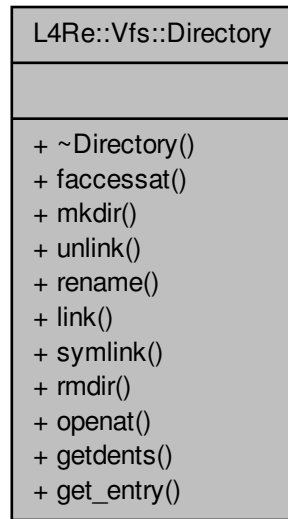 L4Re::Vfs::Directory
+ ~Directory()
+ faccessat()
+ mkdir()
+ unlink()
+ rename()
+ link()
+ symlink()
+ rmdir()
+ openat()
+ getdents()
+ get_entry()